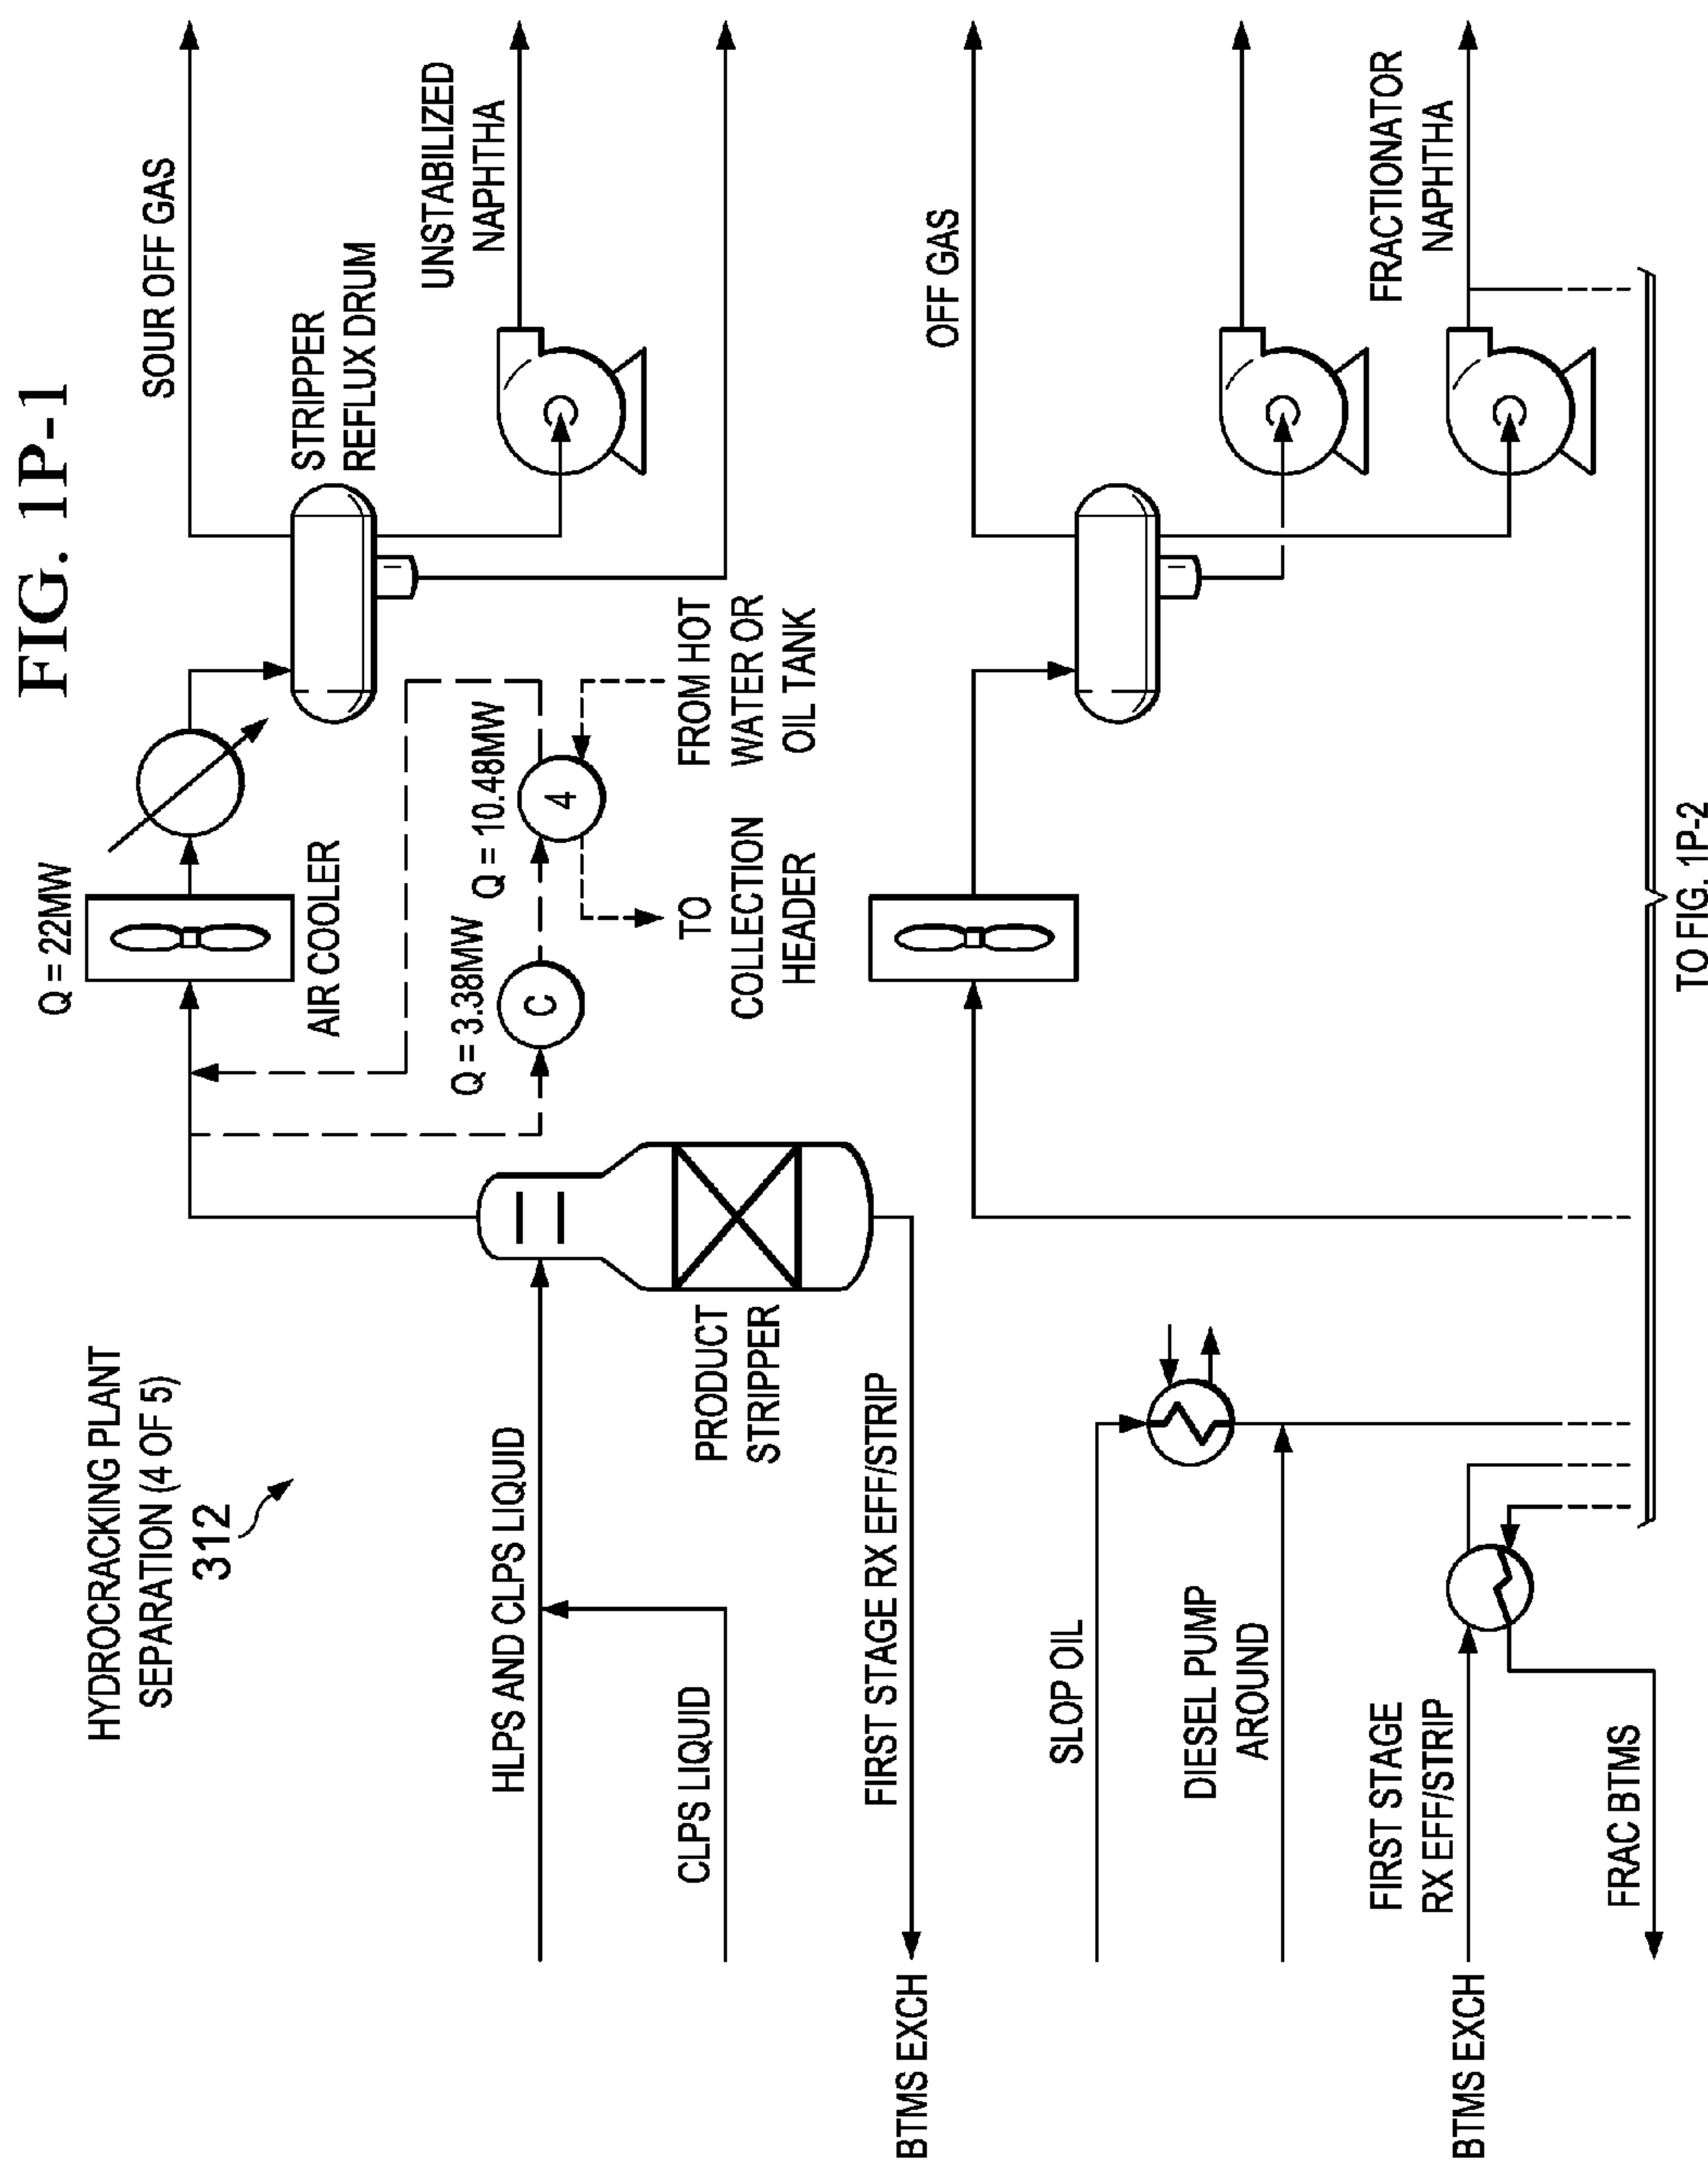 FIG. 1P-1
HYDROCRACKING PLANT
SEPARATION (4 OF 5)
312
Q = 22MW
AIR COOLER
SOUR OFF GAS
STRIPPER
REFLUX DRUM
UNSTABILIZED
NAPHTHA
Q = 3.38MW
C
Q = 10.48MW
4
FROM HOT
WATER OR
OIL TANK
TO
COLLECTION
HEADER
HLPS AND CLPS LIQUID
CLPS LIQUID
PRODUCT
STRIPPER
FIRST STAGE RX EFF/STRIP
BTMS EXCH
OFF GAS
SLOP OIL
DIESEL PUMP
AROUND
FRACTIONATOR
NAPHTHA
FIRST STAGE
RX EFF/STRIP
BTMS EXCH
FRAC BTMS
TO FIG. 1P-2